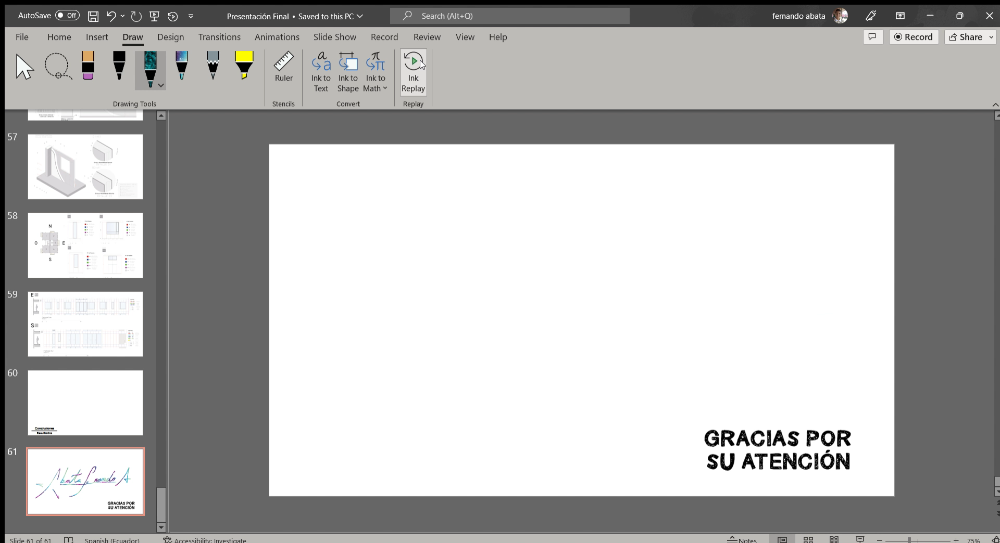 AutoSave Off Presentación Final • Saved to this PC Search (Alt+Q) fernando abata
File Home Insert Draw Design Transitions Animations Slide Show Record Review View Help Record Share
Ruler
Ink to Text
Ink to Shape
Ink to Math
Ink Replay
Drawing Tools Stencils Convert Replay
57
58
N
O E
S
59
E
S
60
Conclusiones
Resultados
61
Abata Fernando A
GRACIAS POR
SU ATENCIÓN
GRACIAS POR
SU ATENCIÓN
Slide 61 of 61 Spanish (Ecuador) Accessibility: Investigate Notes 75%